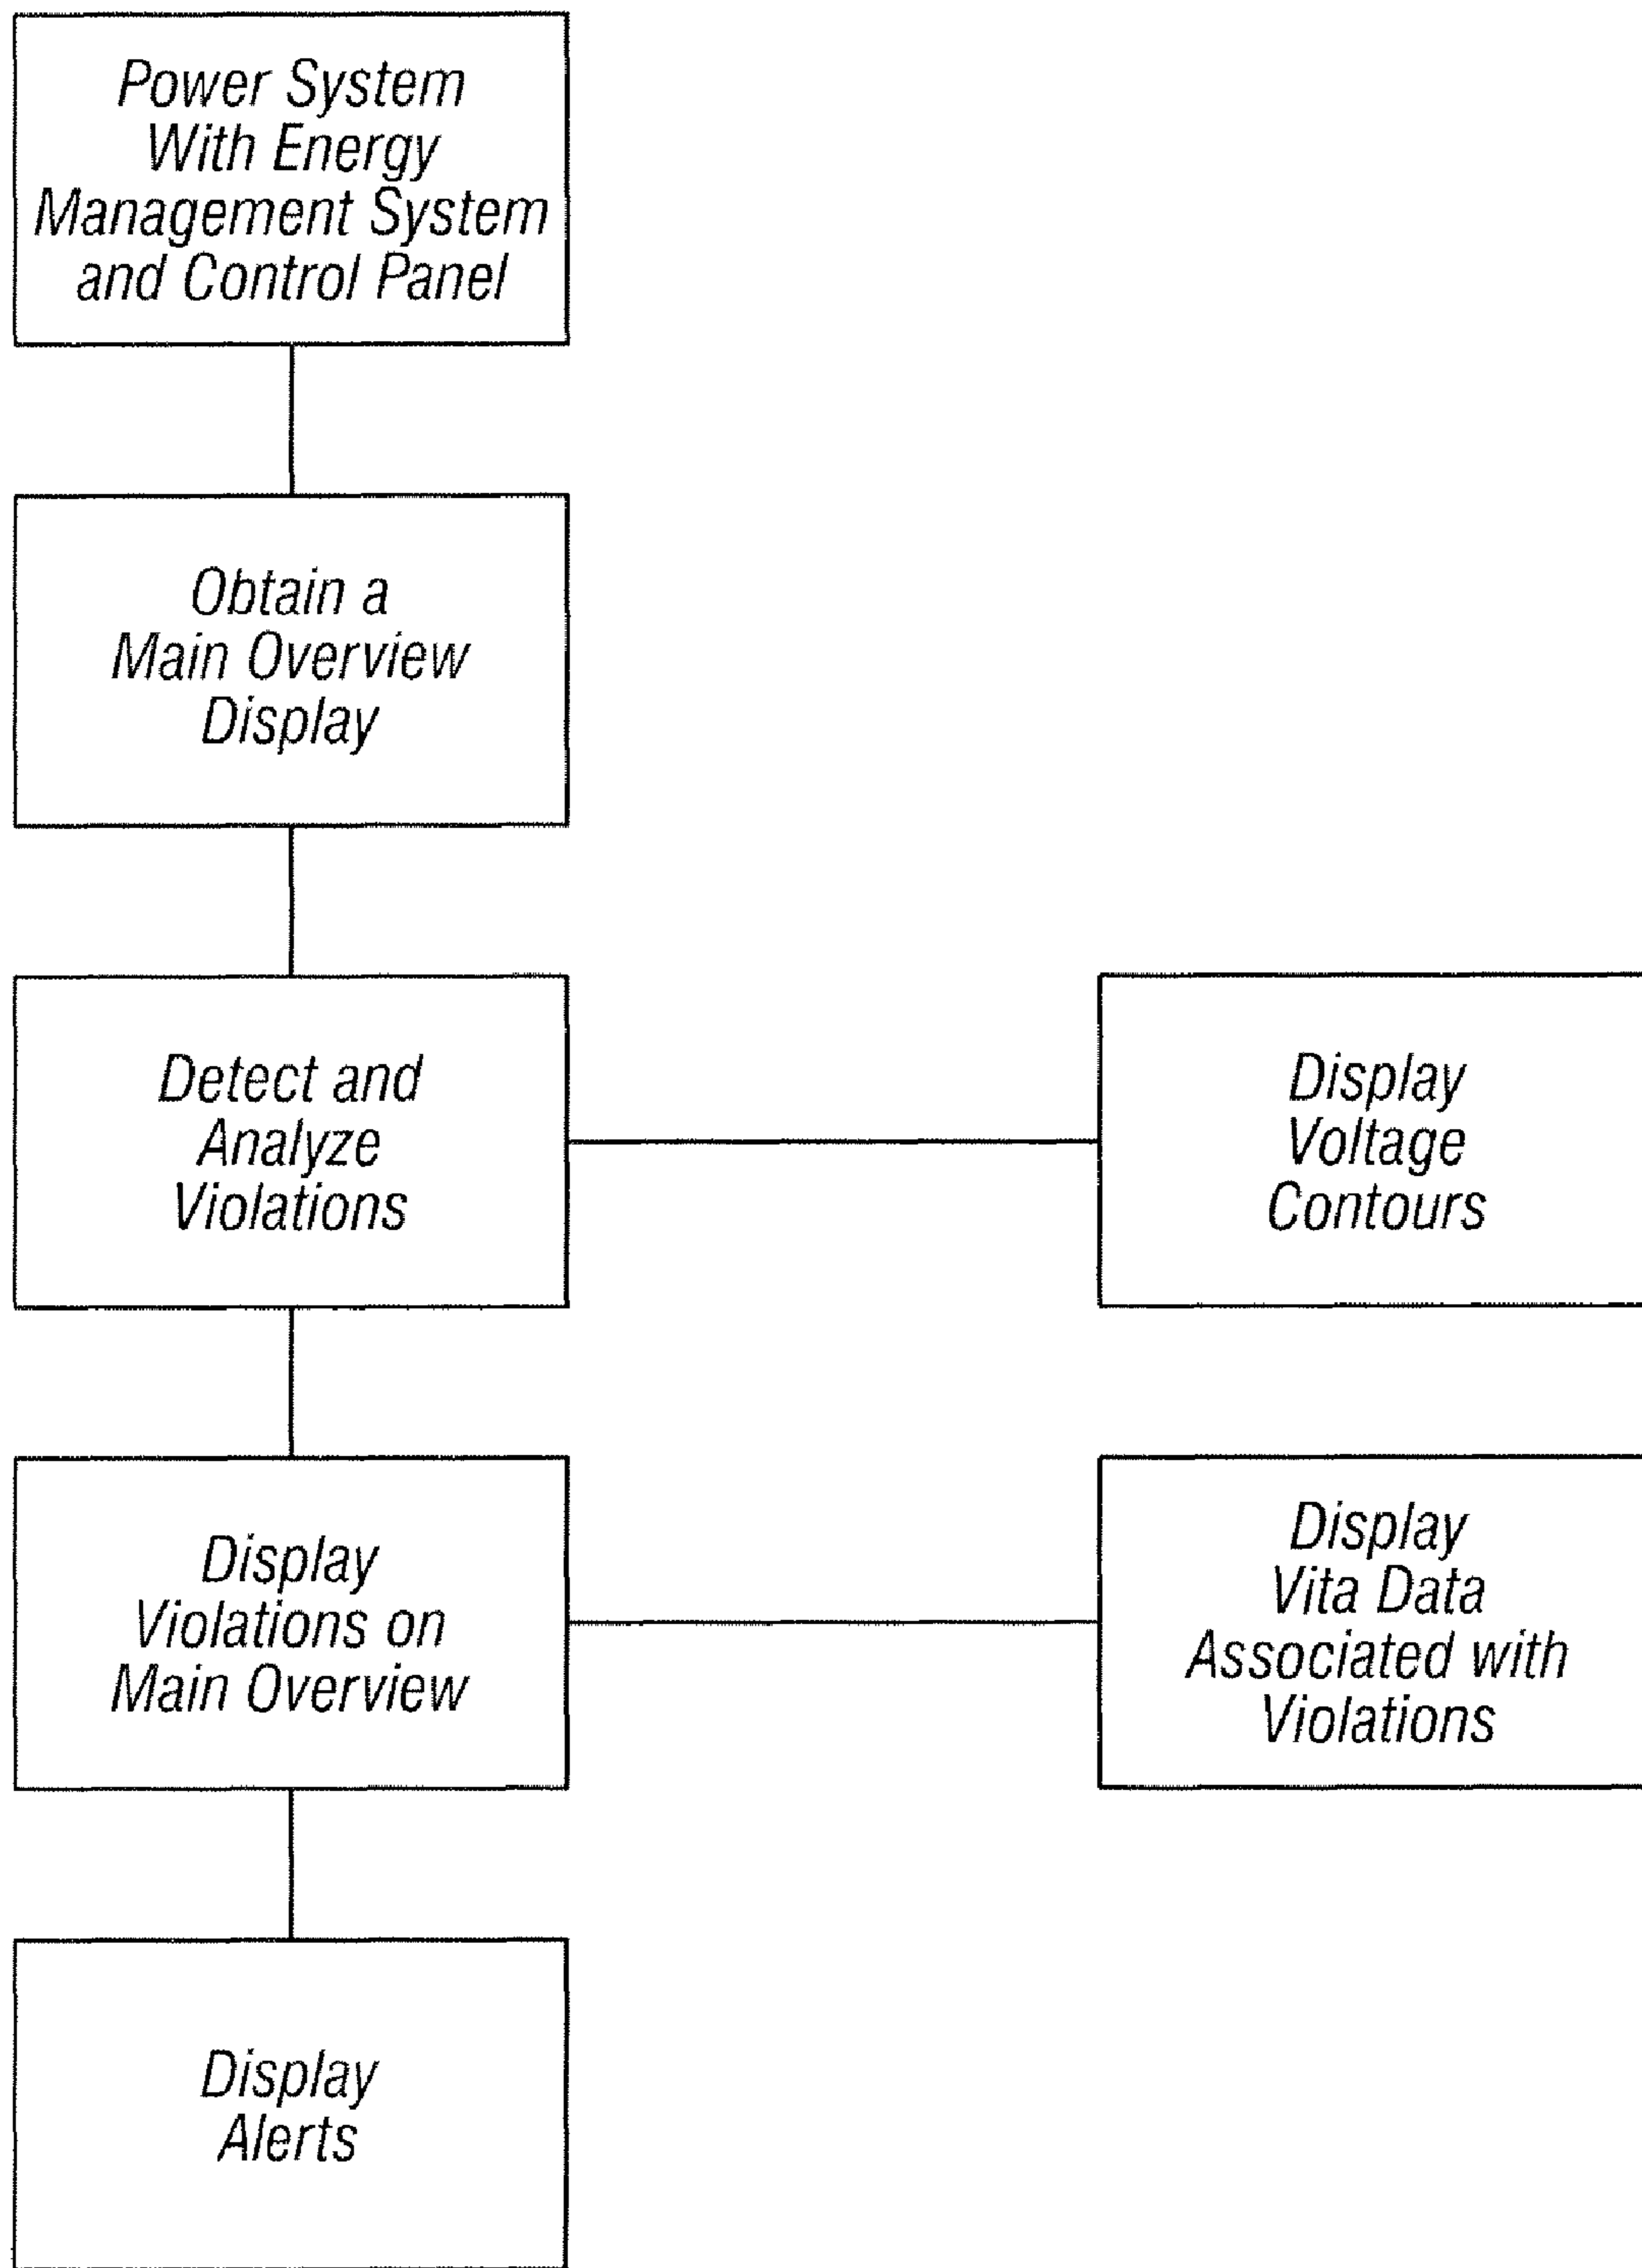 Power System
With Energy
Management System
and Control Panel
Obtain a
Main Overview
Display
Detect and
Analyze
Violations
Display
Voltage
Contours
Display
Violations on
Main Overview
Display
Vita Data
Associated with
Violations
Display
Alerts